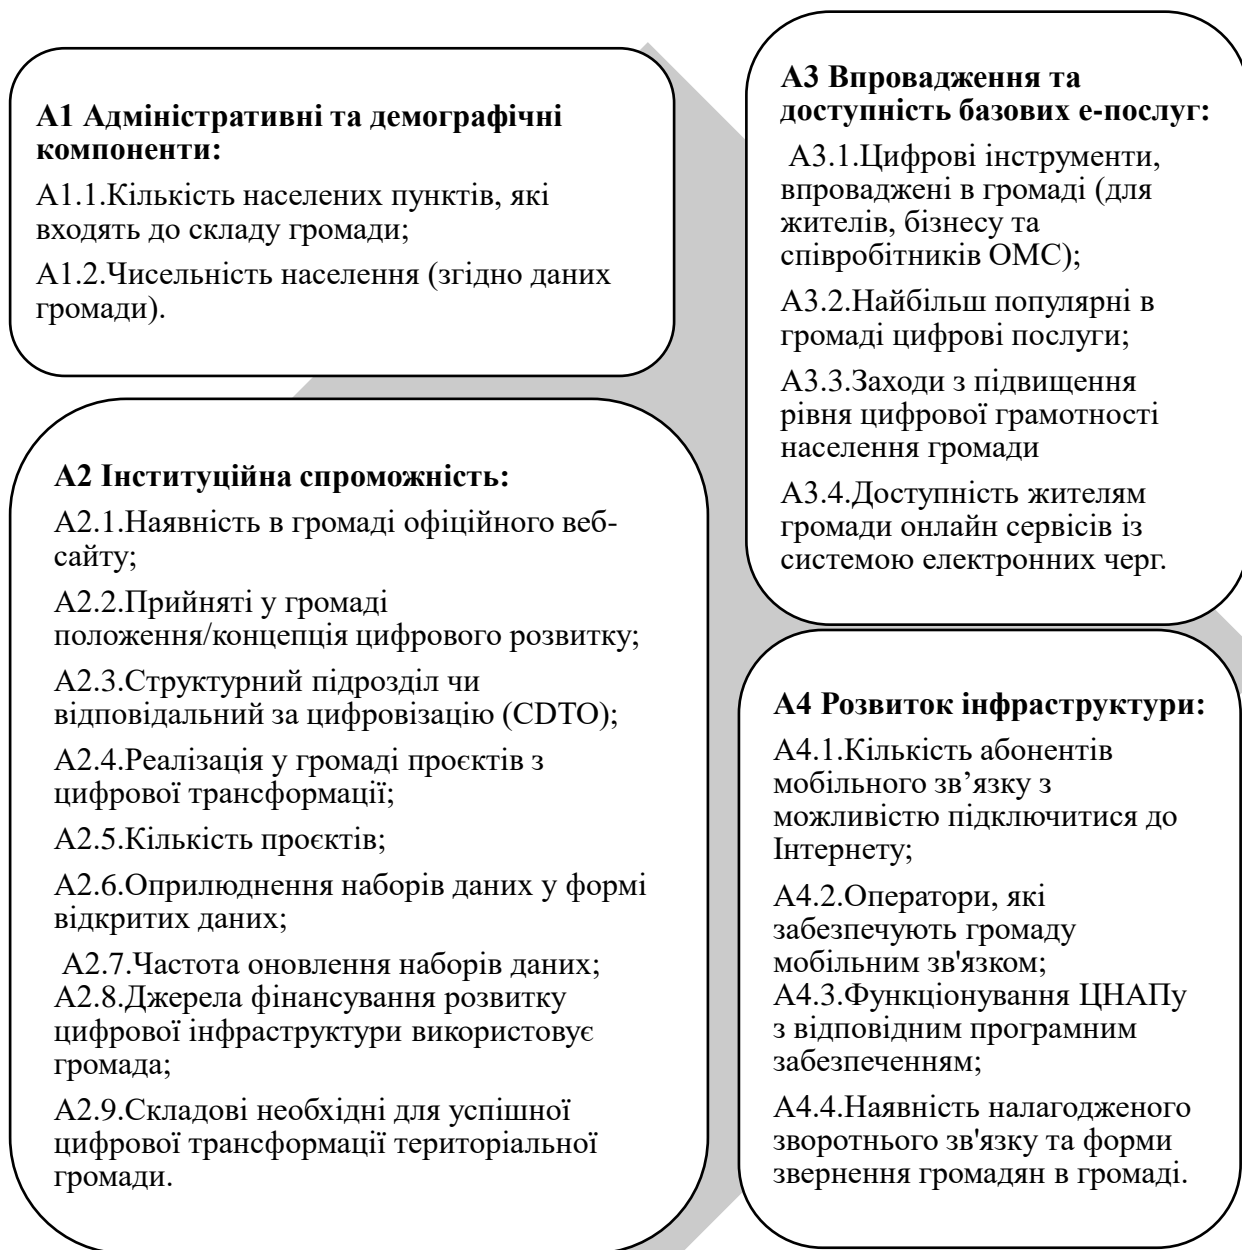 А1 Адміністративні та демографічні
компоненти:
А1.1.Кількість населених пунктів, які
входять до складу громади;
А1.2.Чисельність населення (згідно даних
громади).
А2 Інституційна спроможність:
А2.1.Наявність в громаді офіційного веб-
сайту;
А2.2.Прийняті у громаді
положення/концепція цифрового розвитку;
А2.3.Структурний підрозділ чи
відповідальний за цифровізацію (CDTO);
А2.4.Реалізація у громаді проєктів з
цифрової трансформації;
А2.5.Кількість проєктів;
А2.6.Оприлюднення наборів даних у формі
відкритих даних;
А2.7.Частота оновлення наборів даних;
А2.8.Джерела фінансування розвитку
цифрової інфраструктури використовує
громада;
А2.9.Складові необхідні для успішної
цифрової трансформації територіальної
громади.
А3 Впровадження та
доступність базових е-послуг:
А3.1.Цифрові інструменти,
впроваджені в громаді (для
жителів, бізнесу та
співробітників ОМС);
А3.2.Найбільш популярні в
громаді цифрові послуги;
А3.3.Заходи з підвищення
рівня цифрової грамотності
населення громади
А3.4.Доступність жителям
громади онлайн сервісів із
системою електронних черг.
А4 Розвиток інфраструктури:
А4.1.Кількість абонентів
мобільного зв’язку з
можливістю підключитися до
Інтернету;
А4.2.Оператори, які
забезпечують громаду
мобільним зв'язком;
А4.3.Функціонування ЦНАПу
з відповідним програмним
забезпеченням;
А4.4.Наявність налагодженого
зворотнього зв'язку та форми
звернення громадян в громаді.